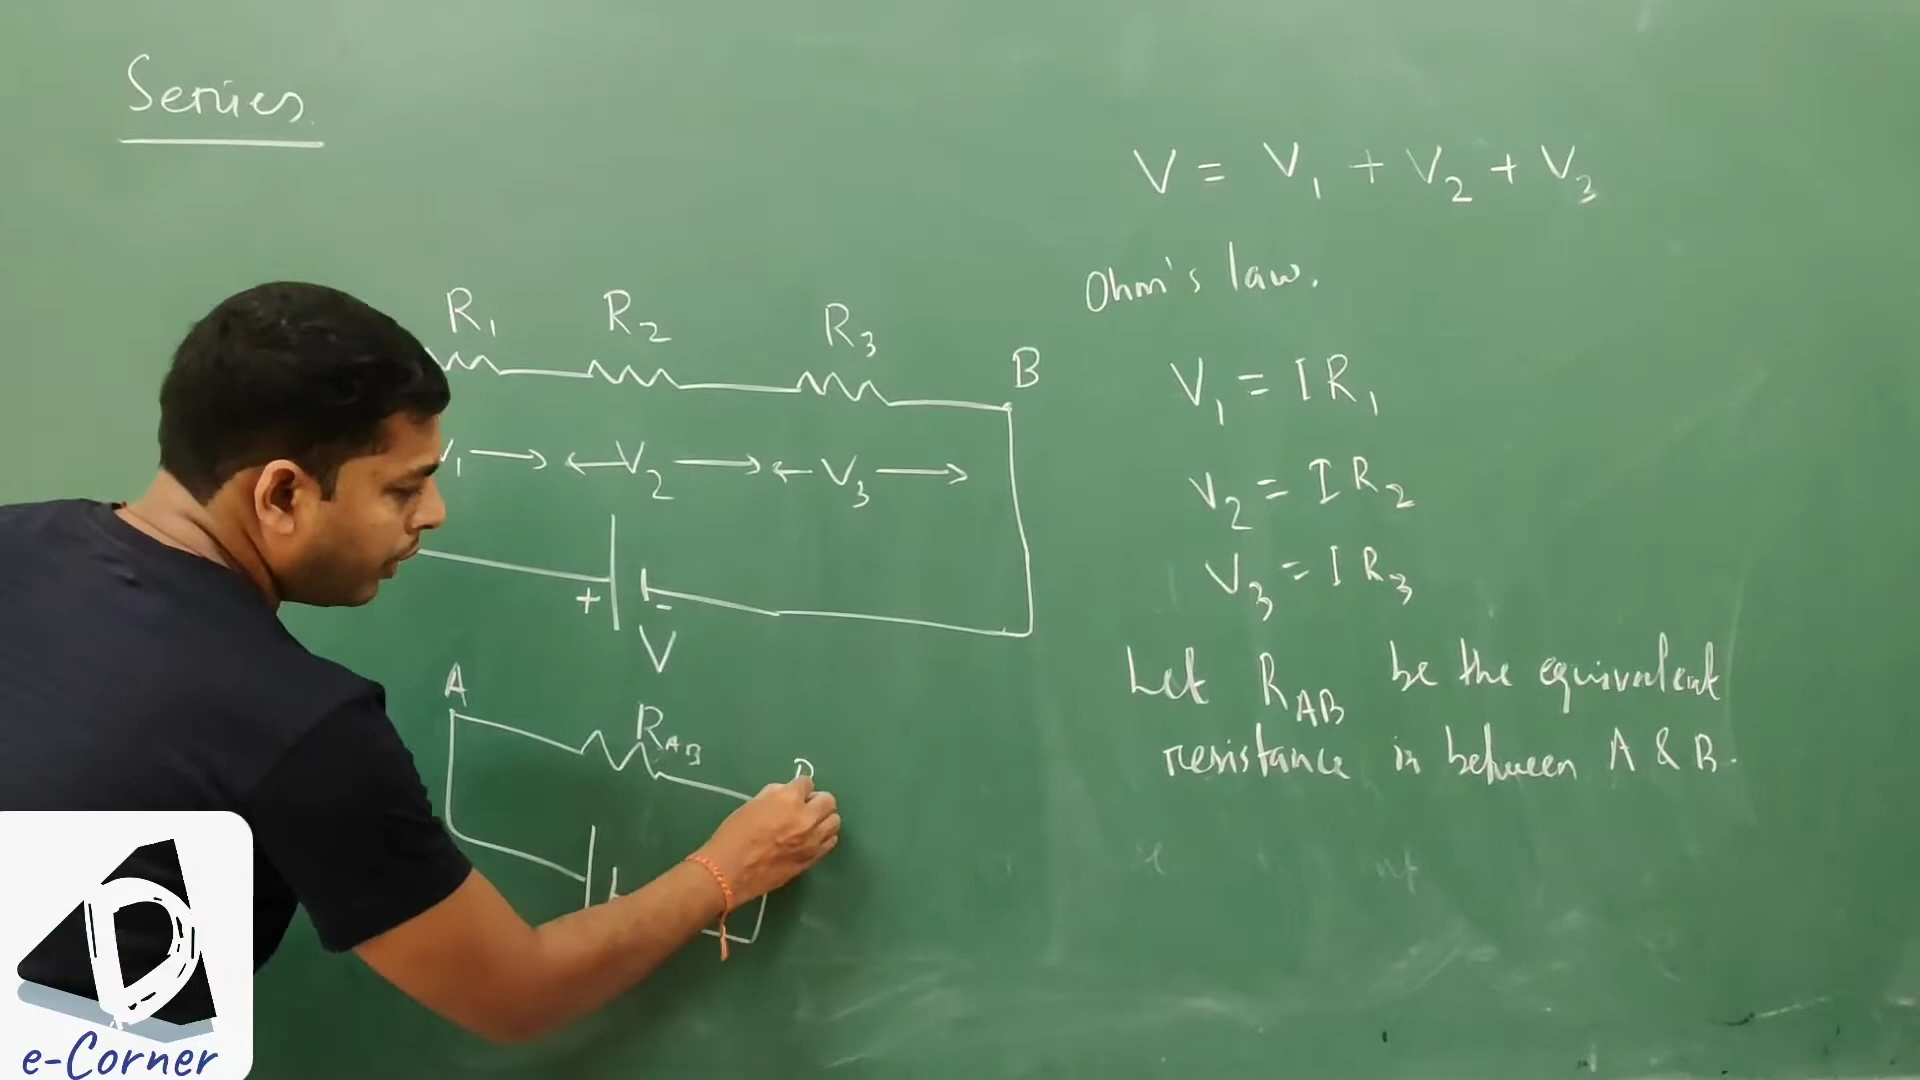 Series.
V = V1 + V2 + V3
Ohm's law.
R1 R2 R3
B
V1 V2 V3
V1 = IR1
V2 = IR2
V3 = IR3
+ -
V
A
RAB
B
Let RAB be the equivalent
resistance in between A & B.
D
e-Corner